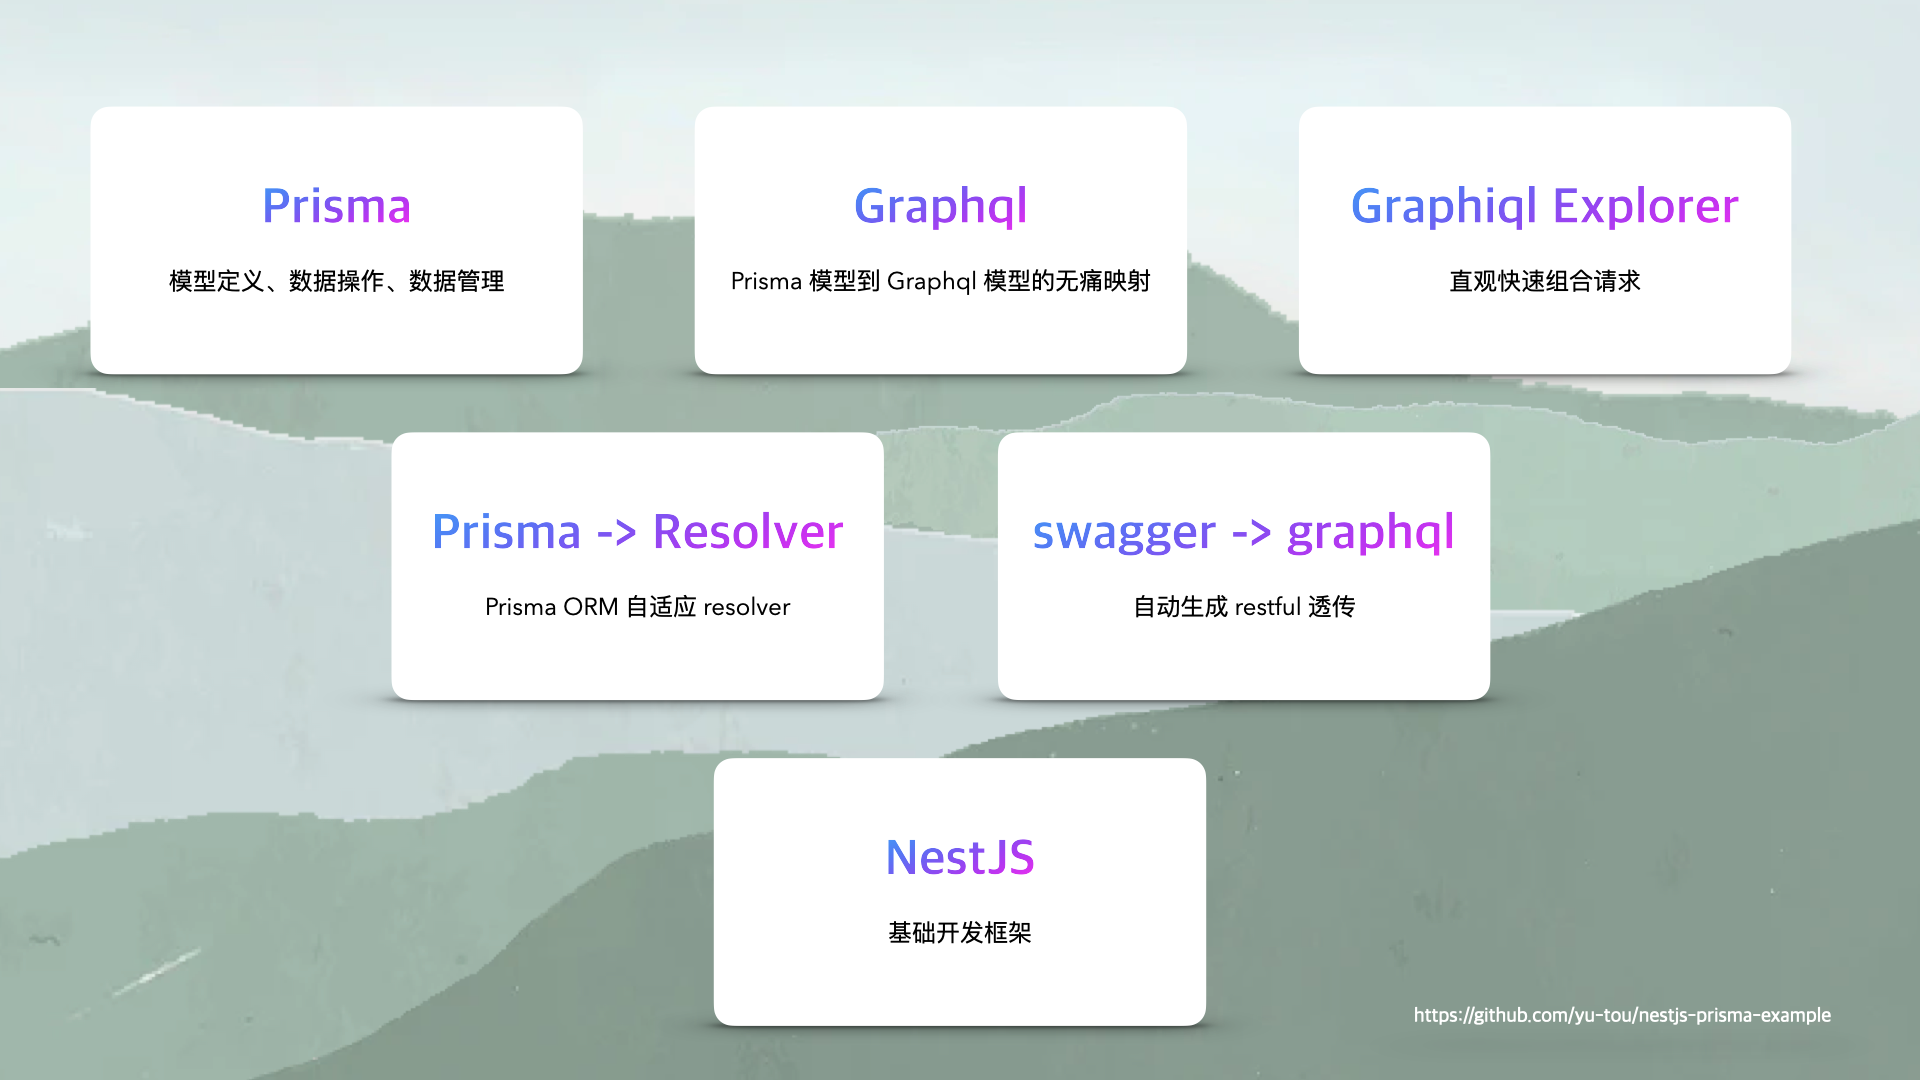 Prisma
模型定义、数据操作、数据管理
Graphql
Prisma 模型到 Graphql 模型的无痛映射
Graphiql Explorer
直观快速组合请求
Prisma -> Resolver
Prisma ORM 自适应 resolver
swagger -> graphql
自动生成 restful 透传
NestJS
基础开发框架
https://github.com/yu-tou/nestjs-prisma-example